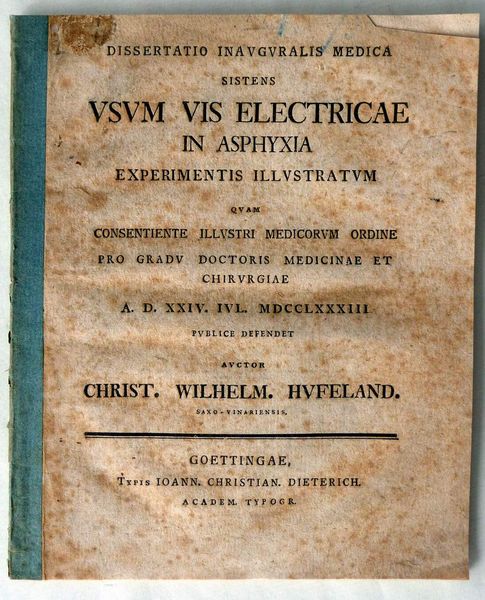 DISSERTATIO INAVGVRALIS MEDICA
SISTENS
VSVM VIS ELECTRICAE
IN ASPHYXIA
EXPERIMENTIS ILLVSTRATVM
QVAM
CONSENTIENTE ILLVSTRI MEDICORVM ORDINE
PRO GRADV DOCTORIS MEDICINAE ET
CHIRVRGIAE
A. D. XXIV. IVL. MDCCLXXXIII
PVBLICE DEFENDET
AVCTOR
CHRIST. WILHELM. HVFELAND.
SAXO-VINARIENSIS.
GOETTINGAE,
TYPIS IOANN. CHRISTIAN. DIETERICH.
ACADEM. TYPOGR.